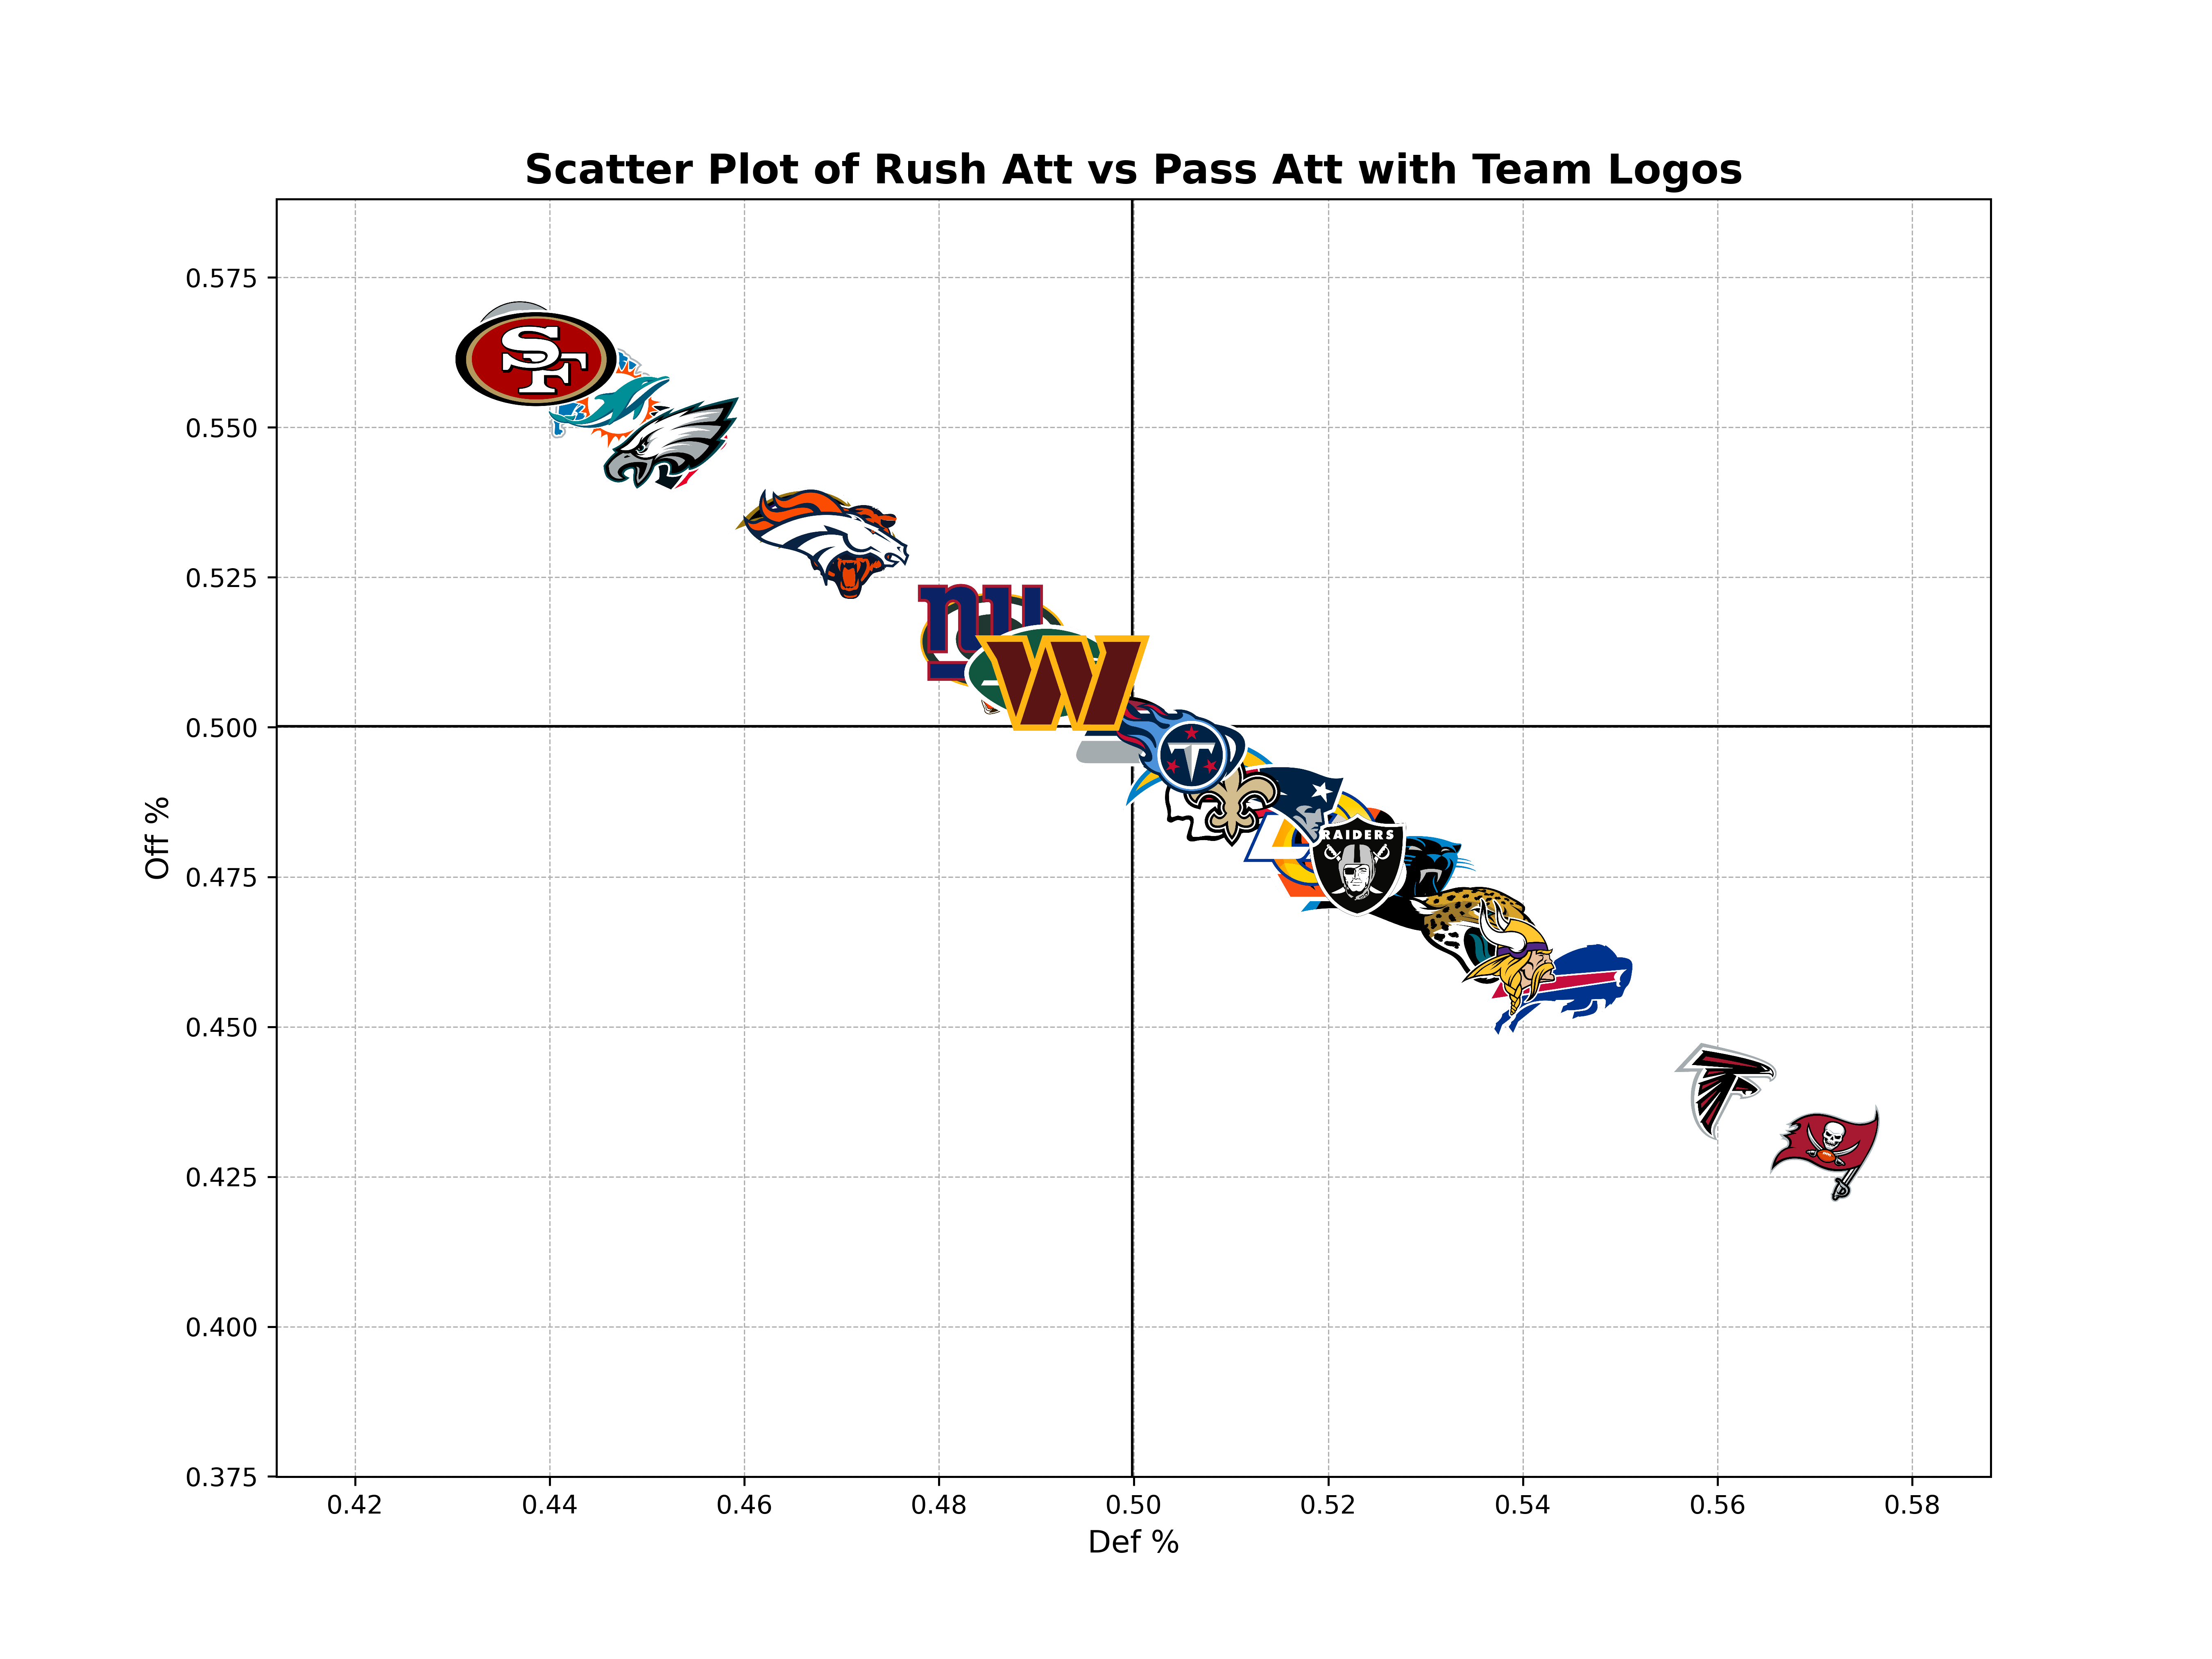 Scatter Plot of Rush Att vs Pass Att with Team Logos
0.575
0.550
0.525
0.500
0.475
0.450
0.425
0.400
0.375
Off %
SF
ny
W
T
RAIDERS
0.42 0.44 0.46 0.48 0.50 0.52 0.54 0.56 0.58
Def %